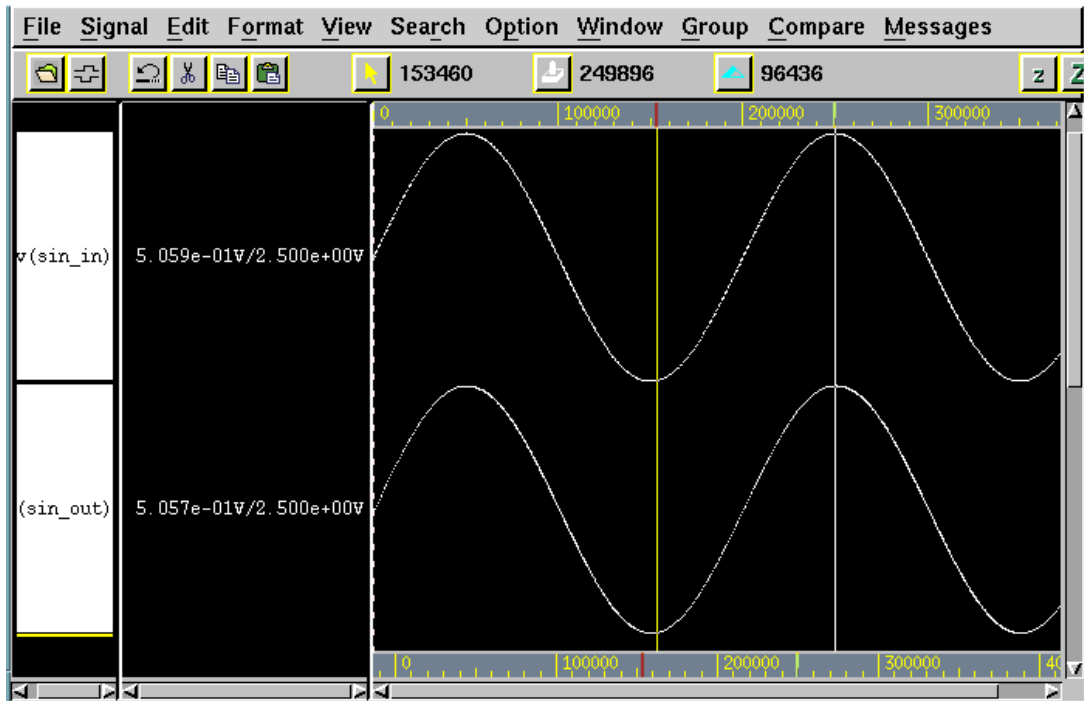 File Signal Edit Format View Search Option Window Group Compare Messages
153460 249896 96436 z Z
0 100000 200000 300000
v(sin_in) 5.059e-01V/2.500e+00V
(sin_out) 5.057e-01V/2.500e+00V
0 100000 200000 300000 40